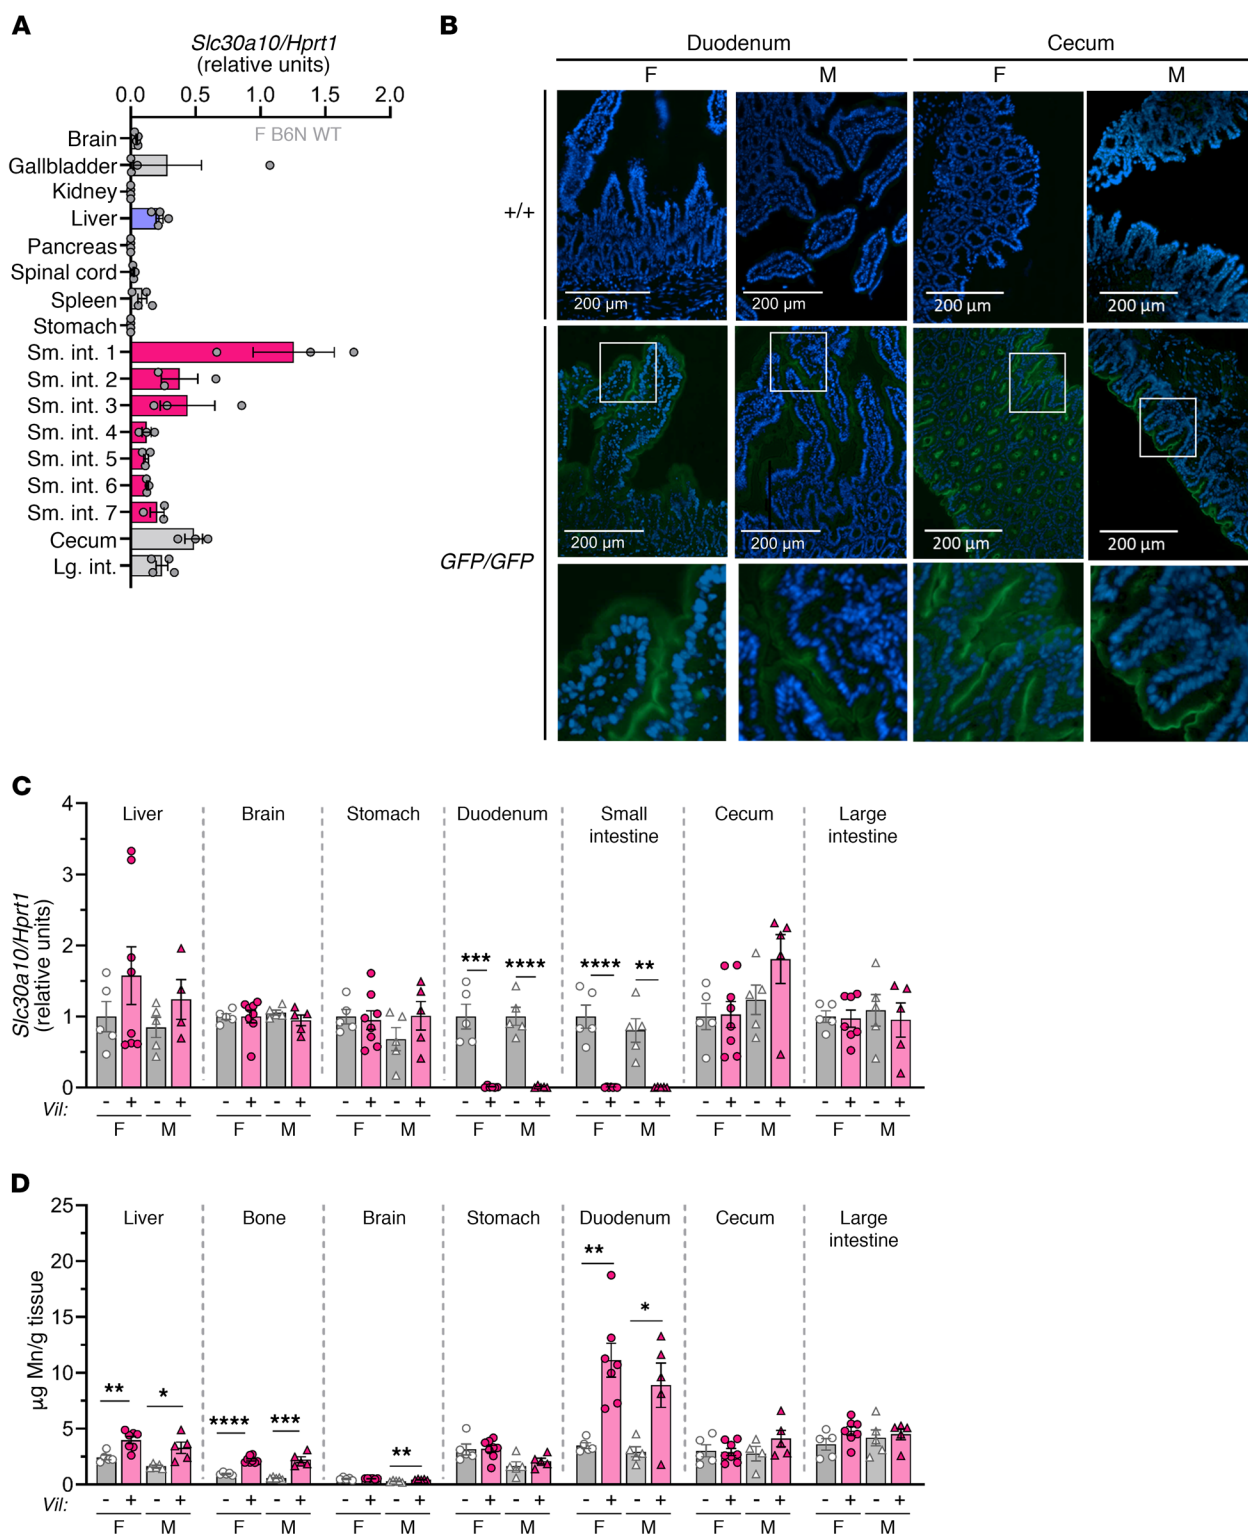 A
Slc30a10/Hprt1
(relative units)
0.0 0.5 1.0 1.5 2.0
F B6N WT
Brain
Gallbladder
Kidney
Liver
Pancreas
Spinal cord
Spleen
Stomach
Sm. int. 1
Sm. int. 2
Sm. int. 3
Sm. int. 4
Sm. int. 5
Sm. int. 6
Sm. int. 7
Cecum
Lg. int.
B
Duodenum Cecum
F M F M
+/+
200 µm 200 µm 200 µm 200 µm
GFP/GFP
200 µm 200 µm 200 µm 200 µm
C
Slc30a10/Hprt1
(relative units)
4
3
2
1
0
Liver Brain Stomach Duodenum Small intestine Cecum Large intestine
*** **** **** **
Vil: - + - + - + - + - + - + - + - + - + - + - + - + - + - +
F M F M F M F M F M F M F M
D
µg Mn/g tissue
25
20
15
10
5
0
Liver Bone Brain Stomach Duodenum Cecum Large intestine
** * **** *** ** ** *
Vil: - + - + - + - + - + - + - + - + - + - + - + - + - + - +
F M F M F M F M F M F M F M